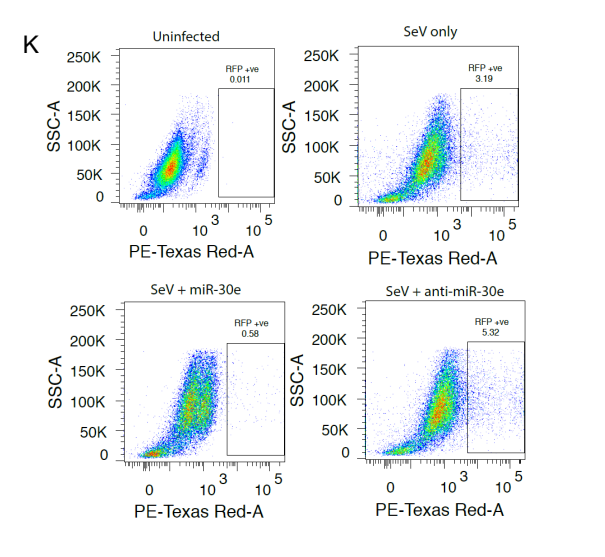 K
Uninfected
250K
200K
150K
100K
50K
0
SSC-A
RFP +ve
0.011
0 10 3 10 5
PE-Texas Red-A
SeV only
250K
200K
150K
100K
50K
0
SSC-A
RFP +ve
3.19
0 10 3 10 5
PE-Texas Red-A
SeV + miR-30e
250K
200K
150K
100K
50K
0
SSC-A
RFP +ve
0.58
0 10 3 10 5
PE-Texas Red-A
SeV + anti-miR-30e
250K
200K
150K
100K
50K
0
SSC-A
RFP +ve
5.32
0 10 3 10 5
PE-Texas Red-A